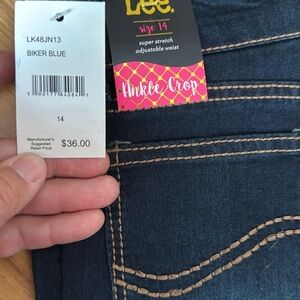 LK48JN13
BIKER BLUE
14
Manufacturer's
Suggested
Retail Price
$36.00
Lee.
size 14
super stretch
adjustable waist
Ankle Crop